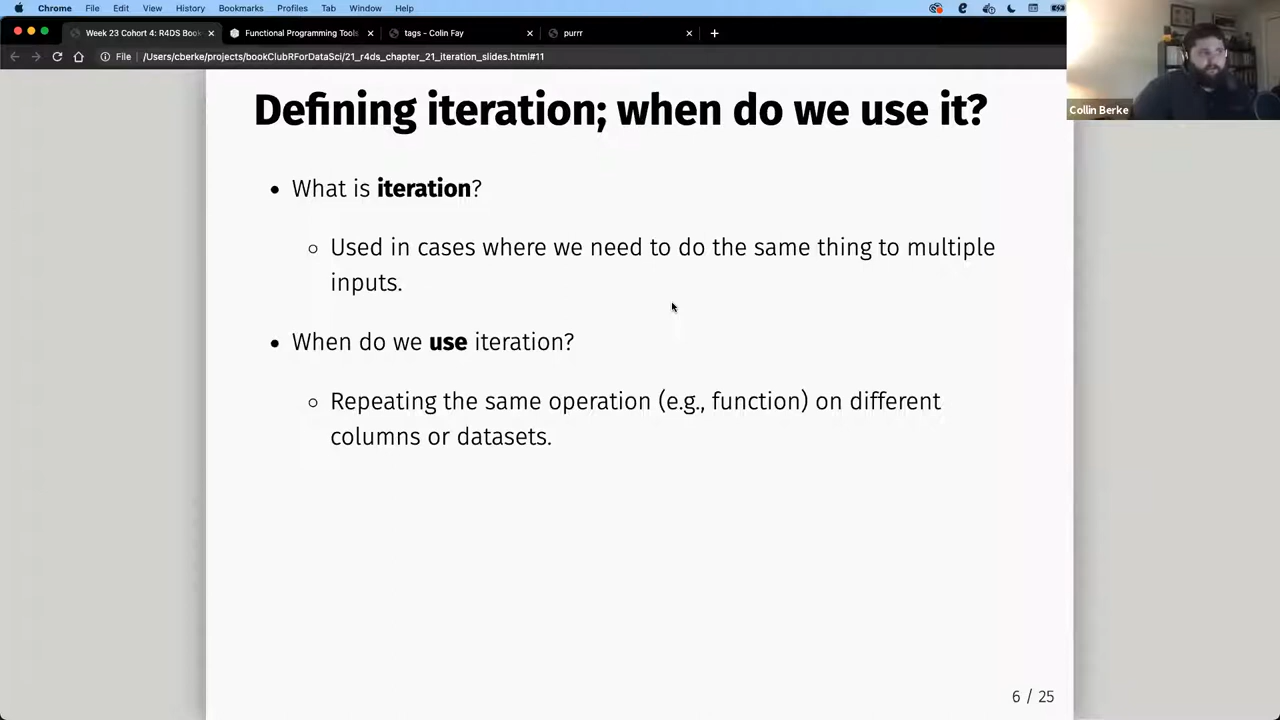 Chrome File Edit View History Bookmarks Profiles Tab Window Help
Week 23 Cohort 4: R4DS Book
Functional Programming Tools
tags - Colin Fay
purrr
File /Users/cberke/projects/bookClubRForDataSci/21_r4ds_chapter_21_iteration_slides.html#11
Collin Berke
Defining iteration; when do we use it?
• What is iteration?
Used in cases where we need to do the same thing to multiple
inputs.
• When do we use iteration?
Repeating the same operation (e.g., function) on different
columns or datasets.
6 / 25